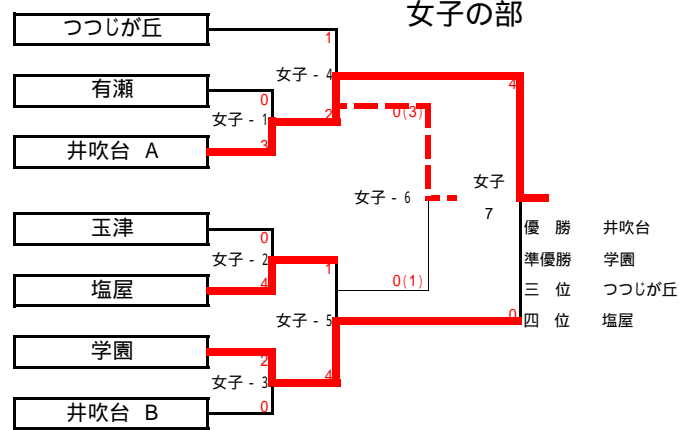 女子の部
つつじが丘
1
女子 - 4
4
有瀬
0
女子 - 1
2
0(3)
井吹台 A
3
女子 - 6
女子
7
玉津
0
女子 - 2
1
塩屋
4
0(1)
女子 - 5
0
学園
2
女子 - 3
4
井吹台 B
0
優 勝 井吹台
準優勝 学園
三 位 つつじが丘
四 位 塩屋